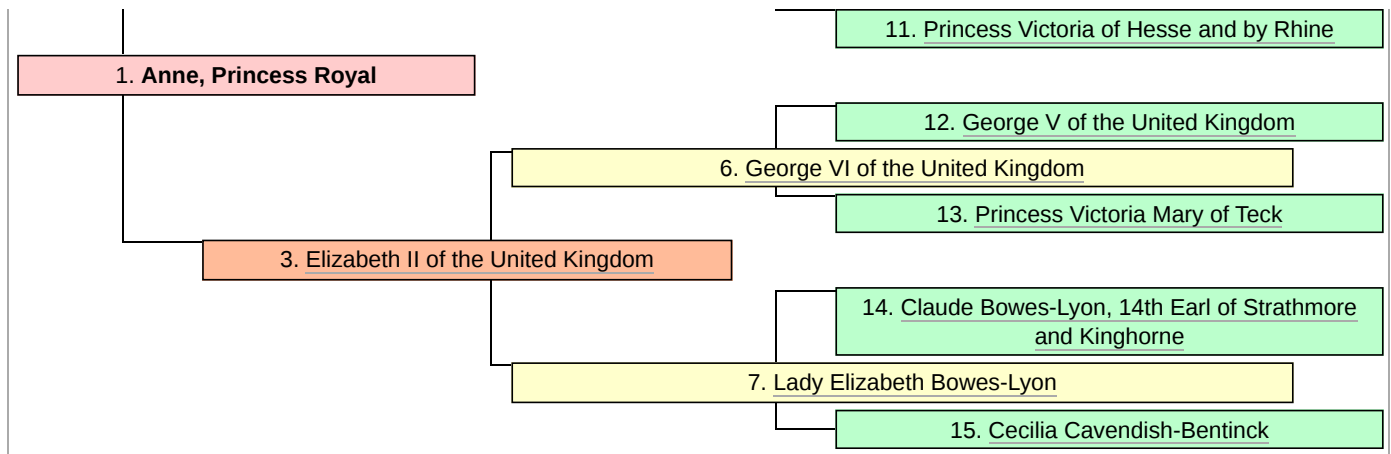 11. Princess Victoria of Hesse and by Rhine
1. Anne, Princess Royal
12. George V of the United Kingdom
6. George VI of the United Kingdom
13. Princess Victoria Mary of Teck
3. Elizabeth II of the United Kingdom
14. Claude Bowes-Lyon, 14th Earl of Strathmore
and Kinghorne
7. Lady Elizabeth Bowes-Lyon
15. Cecilia Cavendish-Bentinck